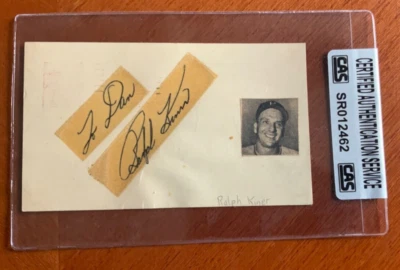 To Dan
Ralph Kiner
Ralph Kiner
CAS
CERTIFIED AUTHENTICATION SERVICE
SR012462
CAS